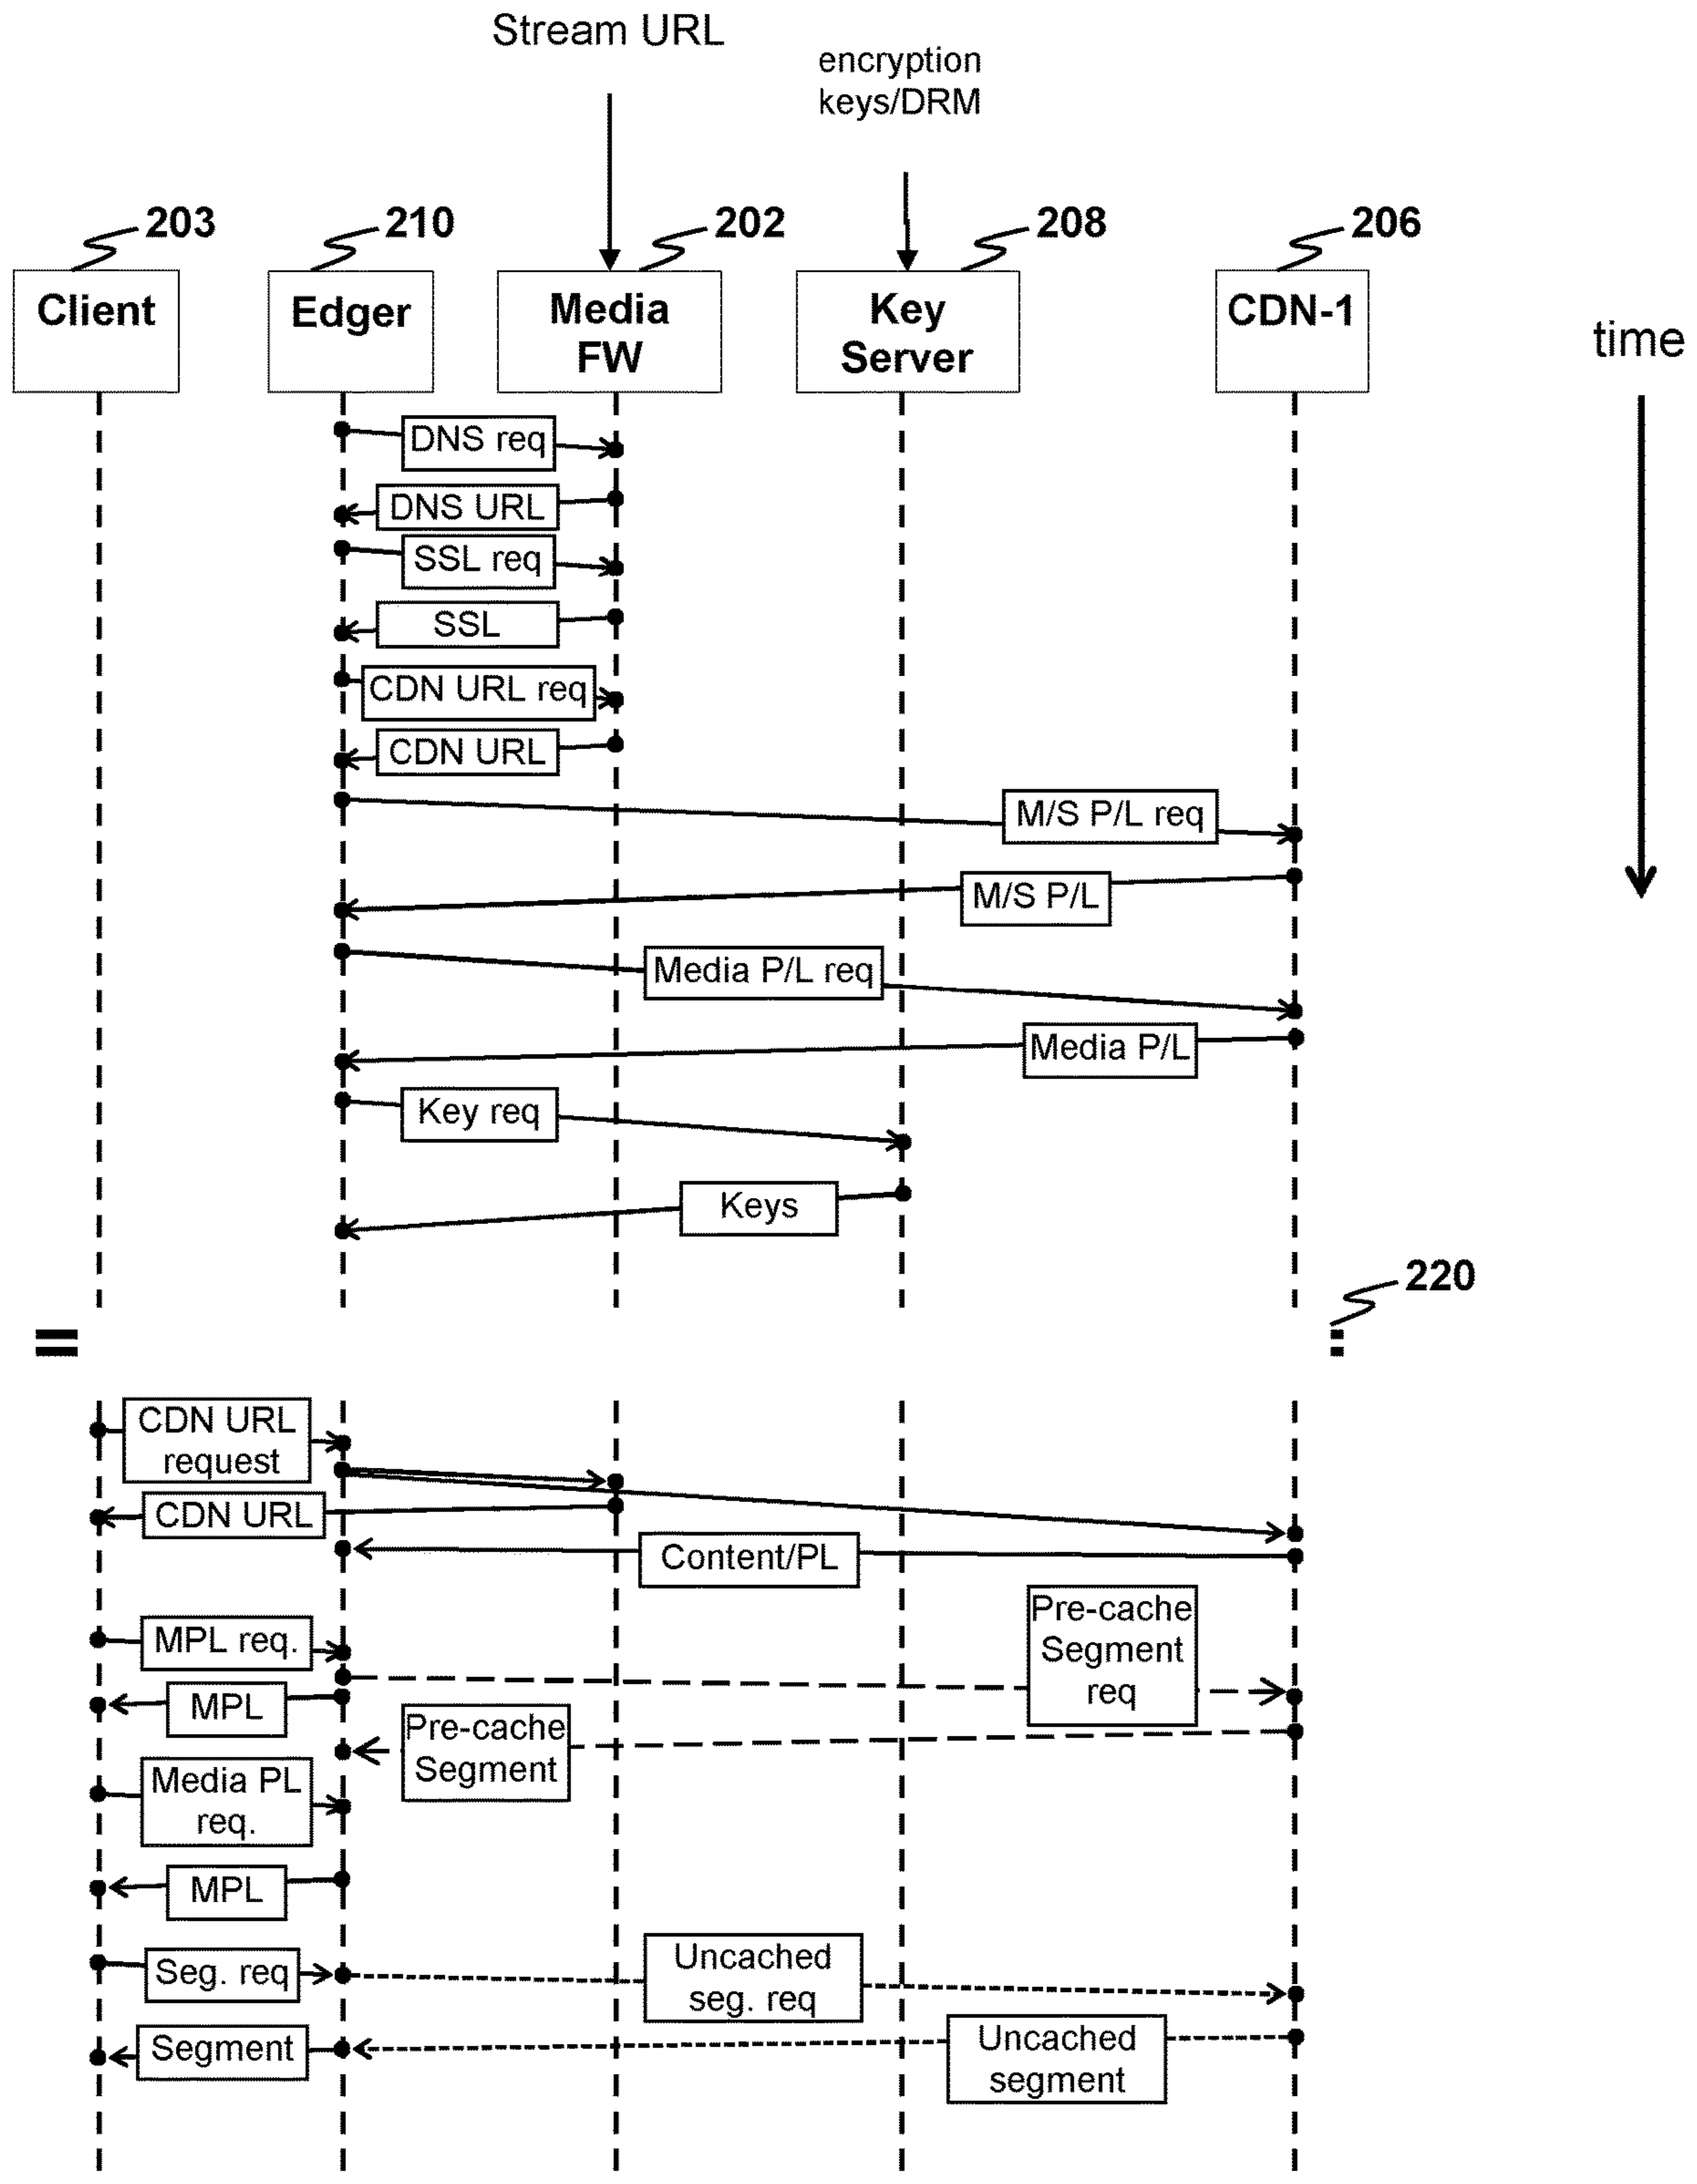 Stream URL
encryption
keys/DRM
203
210
202
208
206
Client
Edger
Media
FW
Key
Server
CDN-1
time
DNS req
DNS URL
SSL req
SSL
CDN URL req
CDN URL
M/S P/L req
M/S P/L
Media P/L req
Media P/L
Key req
Keys
220
CDN URL
request
CDN URL
Content/PL
Pre-cache
Segment
req
MPL req.
MPL
Pre-cache
Segment
Media PL
req.
MPL
Seg. req
Uncached
seg. req
Segment
Uncached
segment